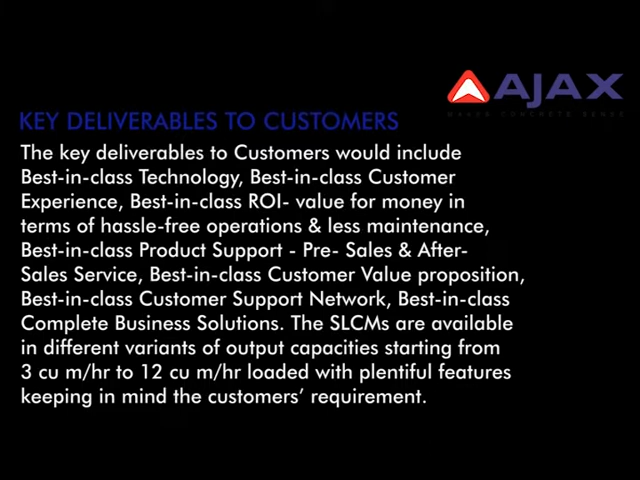 AJAX
MAKES CONCRETE SENSE
KEY DELIVERABLES TO CUSTOMERS
The key deliverables to Customers would include
Best-in-class Technology, Best-in-class Customer
Experience, Best-in-class ROI- value for money in
terms of hassle-free operations & less maintenance,
Best-in-class Product Support - Pre- Sales & After-
Sales Service, Best-in-class Customer Value proposition,
Best-in-class Customer Support Network, Best-in-class
Complete Business Solutions. The SLCMs are available
in different variants of output capacities starting from
3 cu m/hr to 12 cu m/hr loaded with plentiful features
keeping in mind the customers’ requirement.